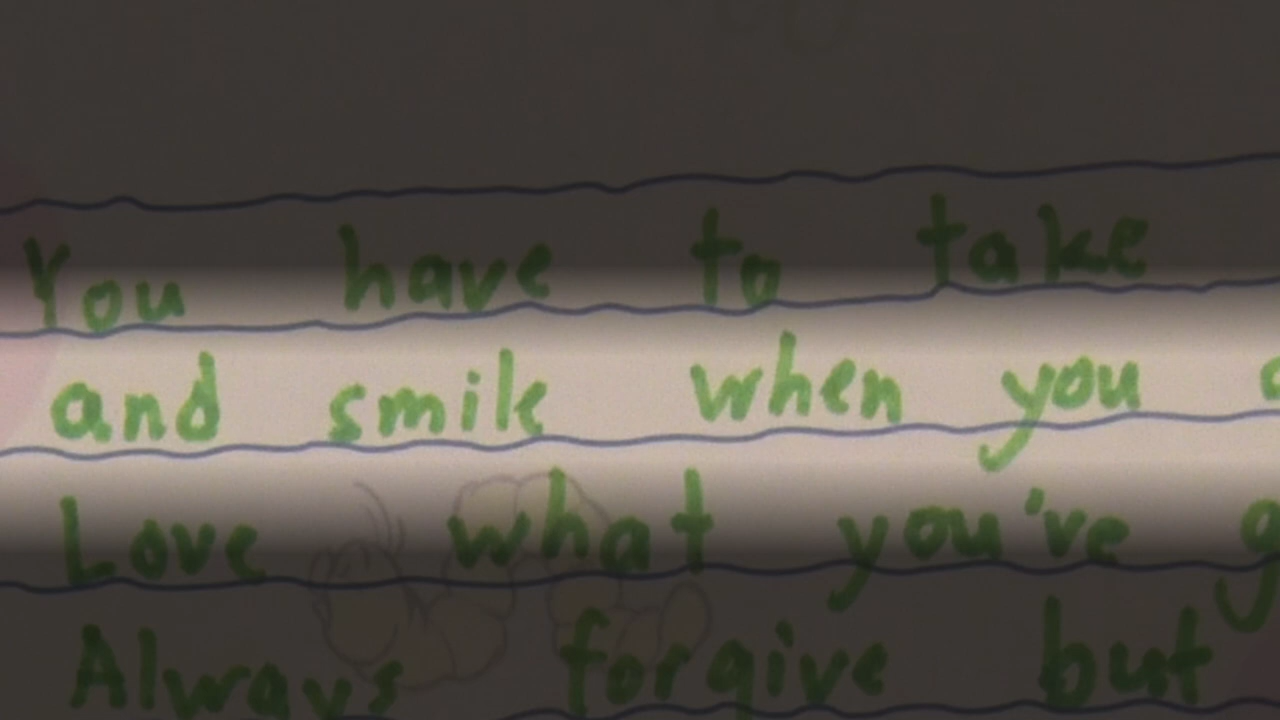 You have to take
and smile when you
Love what you've
Always forgive but